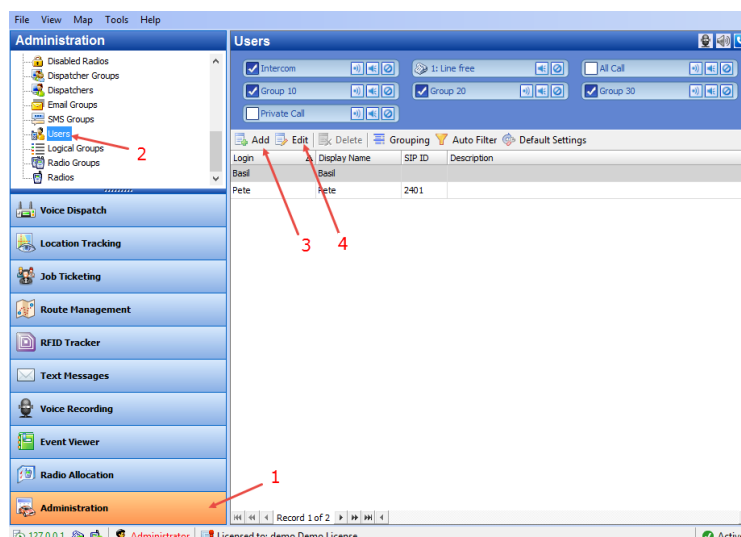 File View Map Tools Help
Administration
Users
Disabled Radios
Dispatcher Groups
Dispatchers
Email Groups
SMS Groups
Users
Logical Groups
Radio Groups
Radios
2
Intercom
1: Line free
All Call
Group 10
Group 20
Group 30
Private Call
Add Edit Delete Grouping Auto Filter Default Settings
Login Display Name SIP ID Description
Basil Basil
Pete Pete 2401
3 4
Voice Dispatch
Location Tracking
Job Ticketing
Route Management
RFID Tracker
Text Messages
Voice Recording
Event Viewer
Radio Allocation
1
Administration
Record 1 of 2
127.0.0.1 Administrator Licensed to: demo Demo License Active